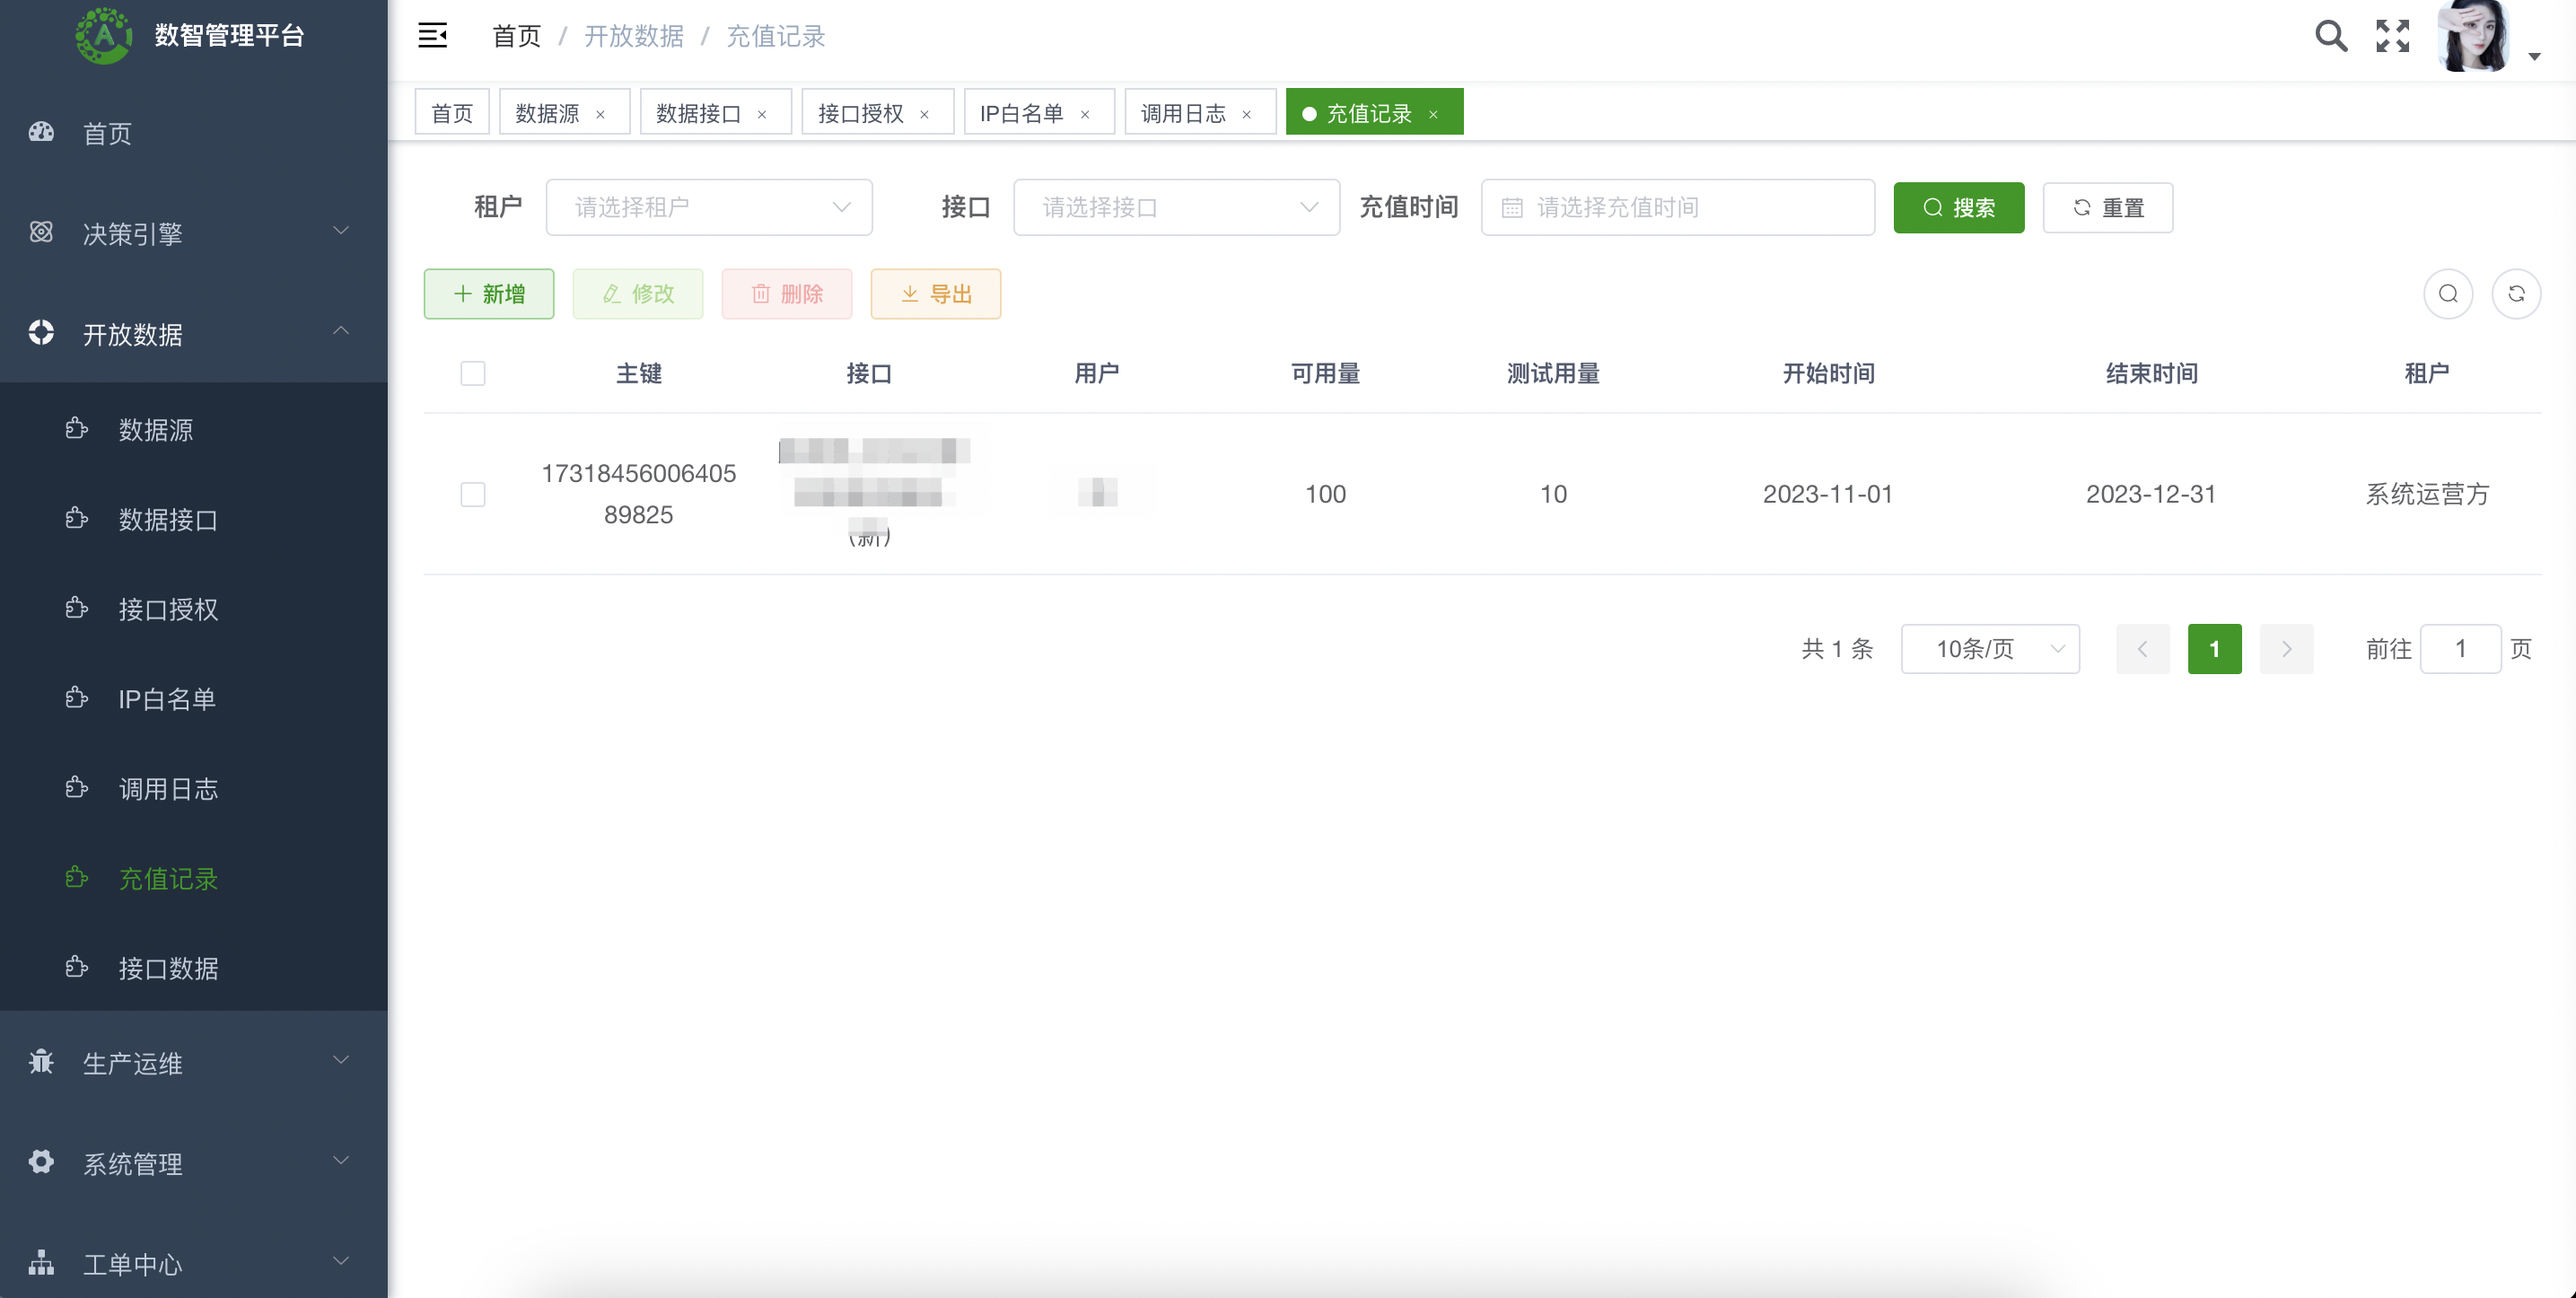 数智管理平台
首页 / 开放数据 / 充值记录
首页
数据源 ×
数据接口 ×
接口授权 ×
IP白名单 ×
调用日志 ×
充值记录 ×
首页
决策引擎
开放数据
数据源
数据接口
接口授权
IP白名单
调用日志
充值记录
接口数据
生产运维
系统管理
工单中心
租户 请选择租户
接口 请选择接口
充值时间 请选择充值时间
搜索
重置
新增
修改
删除
导出
主键 接口 用户 可用量 测试用量 开始时间 结束时间 租户
17318456006405
89825
(新)
100
10
2023-11-01
2023-12-31
系统运营方
共 1 条
10条/页
1
前往 1 页